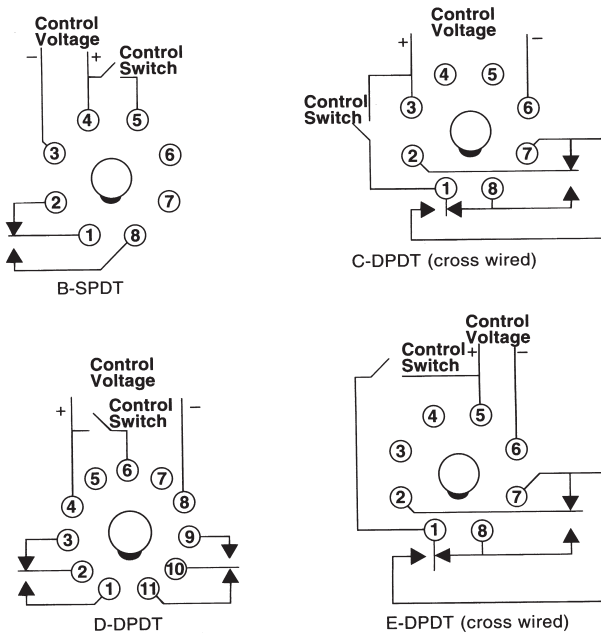 Control
Voltage
− +
Control
Switch
4 5
3 6
2 7
1 8
B-SPDT
Control
Voltage
+ −
4 5
Control
Switch
3 6
2 7
1 8
C-DPDT (cross wired)
Control
Voltage
+ −
Control
Switch
6
5 7
4 8
3 9
2 10
1 11
D-DPDT
Control
Voltage
+ −
Control
Switch
4 5
3 6
2 7
1 8
E-DPDT (cross wired)